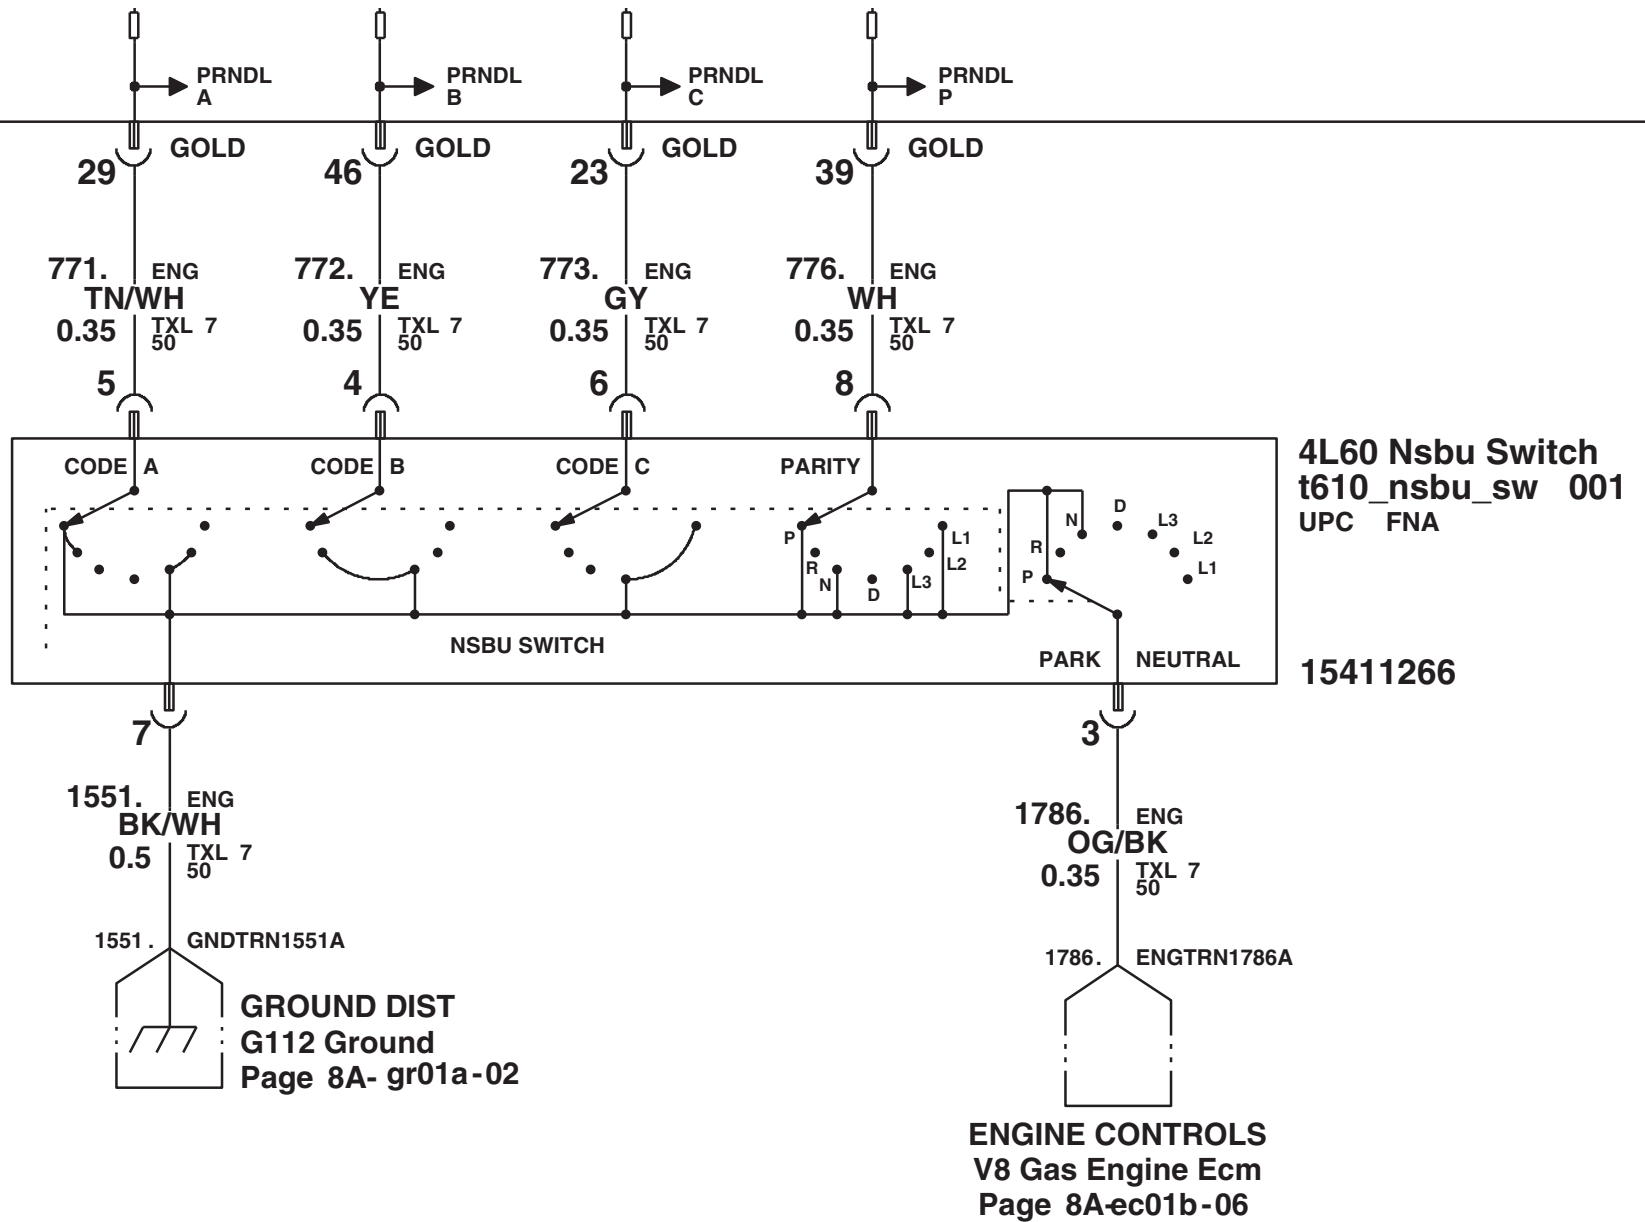 PRNDL A
PRNDL B
PRNDL C
PRNDL P
GOLD GOLD GOLD GOLD
29 46 23 39
771. ENG 772. ENG 773. ENG 776. ENG
TN/WH YE GY WH
0.35 TXL 7 0.35 TXL 7 0.35 TXL 7 0.35 TXL 7
50 50 50 50
5 4 6 8
4L60 Nsbu Switch
t610_nsbu_sw 001
UPC FNA
CODE A CODE B CODE C PARITY
P R N D L3 L1 L2
P R N D L3 L2 L1
NSBU SWITCH
PARK NEUTRAL
15411266
7 3
1551. ENG
BK/WH
0.5 TXL 7
50
1786. ENG
OG/BK
0.35 TXL 7
50
1551. GNDTRN1551A
1786. ENGTRN1786A
GROUND DIST
G112 Ground
Page 8A-gr01a-02
ENGINE CONTROLS
V8 Gas Engine Ecm
Page 8A-ec01b-06